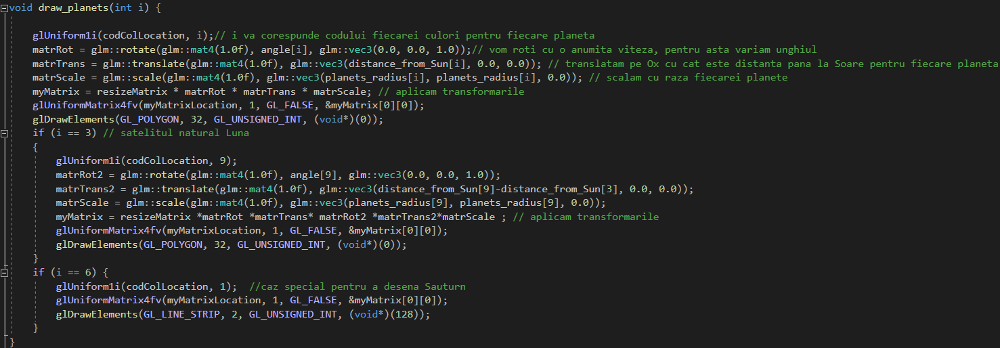 void draw_planets(int i) {
glUniform1i(codColLocation, i);// i va corespunde codului fiecarei culori pentru fiecare planeta
matrRot = glm::rotate(glm::mat4(1.0f), angle[i], glm::vec3(0.0, 0.0, 1.0));// vom roti cu o anumita viteza, pentru asta variam unghiul
matrTrans = glm::translate(glm::mat4(1.0f), glm::vec3(distance_from_Sun[i], 0.0, 0.0)); // translatam pe Ox cu cat este distanta pana la Soare pentru fiecare planeta
matrScale = glm::scale(glm::mat4(1.0f), glm::vec3(planets_radius[i], planets_radius[i], 0.0)); // scalam cu raza fiecarei planete
myMatrix = resizeMatrix * matrRot * matrTrans * matrScale; // aplicam transformarile
glUniformMatrix4fv(myMatrixLocation, 1, GL_FALSE, &myMatrix[0][0]);
glDrawElements(GL_POLYGON, 32, GL_UNSIGNED_INT, (void*)(0));
if (i == 3) // satelitul natural Luna
{
glUniform1i(codColLocation, 9);
matrRot2 = glm::rotate(glm::mat4(1.0f), angle[9], glm::vec3(0.0, 0.0, 1.0));
matrTrans2 = glm::translate(glm::mat4(1.0f), glm::vec3(distance_from_Sun[9]-distance_from_Sun[3], 0.0, 0.0));
matrScale = glm::scale(glm::mat4(1.0f), glm::vec3(planets_radius[9], planets_radius[9], 0.0));
myMatrix = resizeMatrix *matrRot *matrTrans* matrRot2 *matrTrans2*matrScale ; // aplicam transformarile
glUniformMatrix4fv(myMatrixLocation, 1, GL_FALSE, &myMatrix[0][0]);
glDrawElements(GL_POLYGON, 32, GL_UNSIGNED_INT, (void*)(0));
}
if (i == 6) {
glUniform1i(codColLocation, 1);  //caz special pentru a desena Sauturn
glUniformMatrix4fv(myMatrixLocation, 1, GL_FALSE, &myMatrix[0][0]);
glDrawElements(GL_LINE_STRIP, 2, GL_UNSIGNED_INT, (void*)(128));
}
}